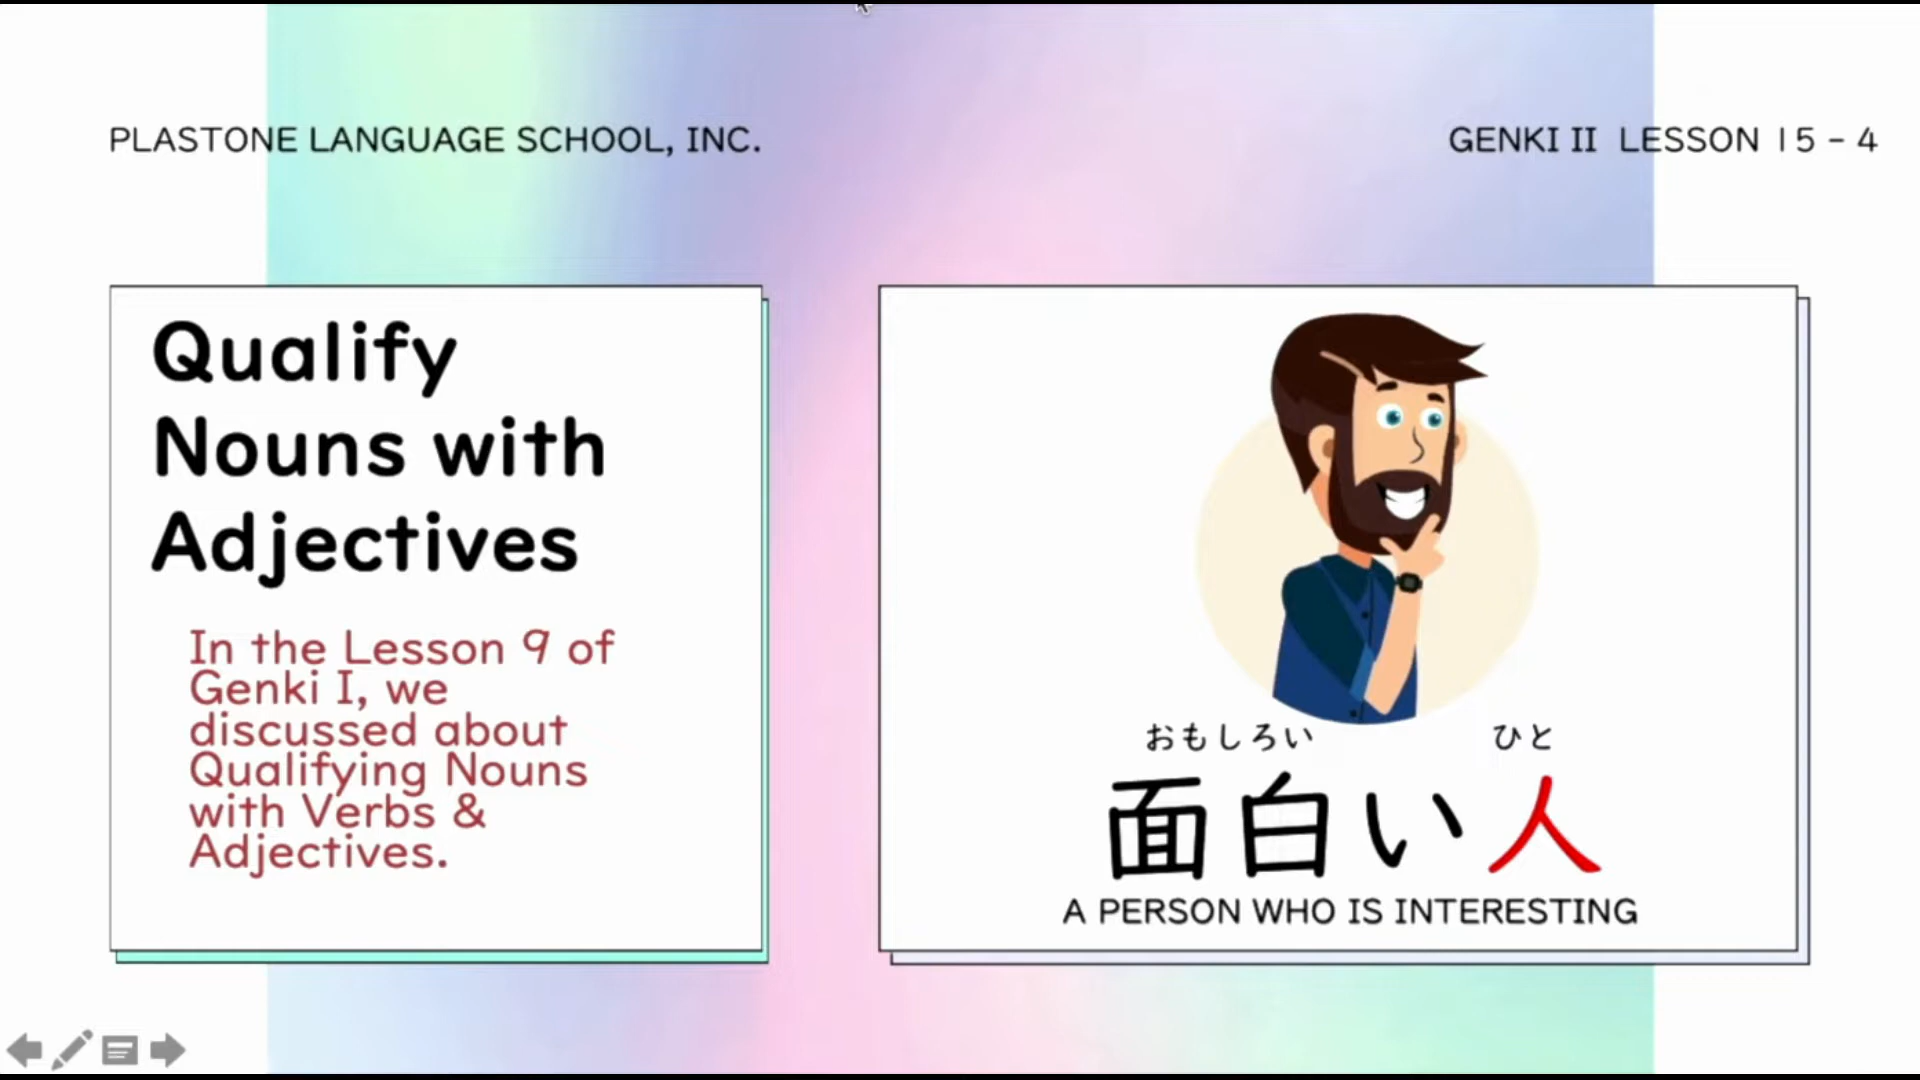 PLASTONE LANGUAGE SCHOOL, INC.
GENKI II LESSON 15 - 4
Qualify
Nouns with
Adjectives
In the Lesson 9 of
Genki I, we
discussed about
Qualifying Nouns
with Verbs &
Adjectives.
おもしろい ひと
面白い人
A PERSON WHO IS INTERESTING